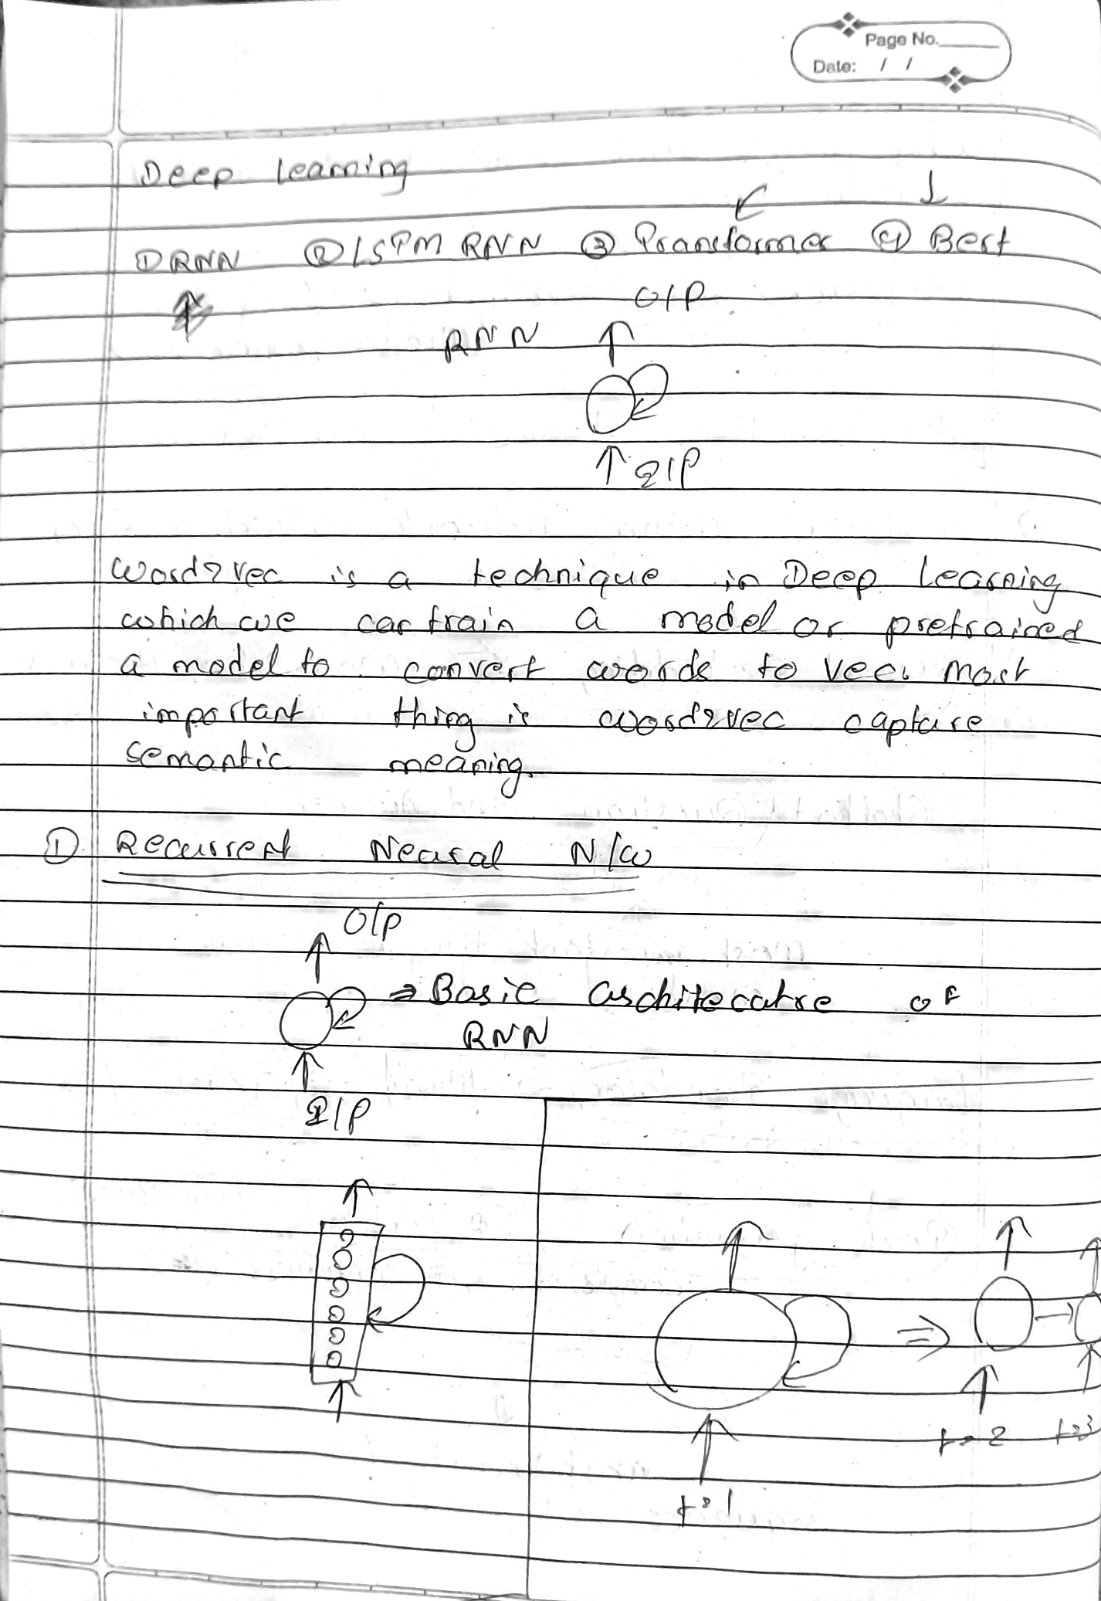 Page No.
Date: / /
Deep Learning
① RNN ② LSTM RNN ③ Transformer ④ Bert
O/P
RNN
I/P
Word2vec is a technique in Deep Learning
which we can train a model or pretrained
a model to convert words to vec. Most
important thing is word2vec capture
semantic meaning.
① Recurrent Neural N/W
O/P
⇒ Basic architecutre of
RNN
I/P
⇒
t=2 t=3
t=1